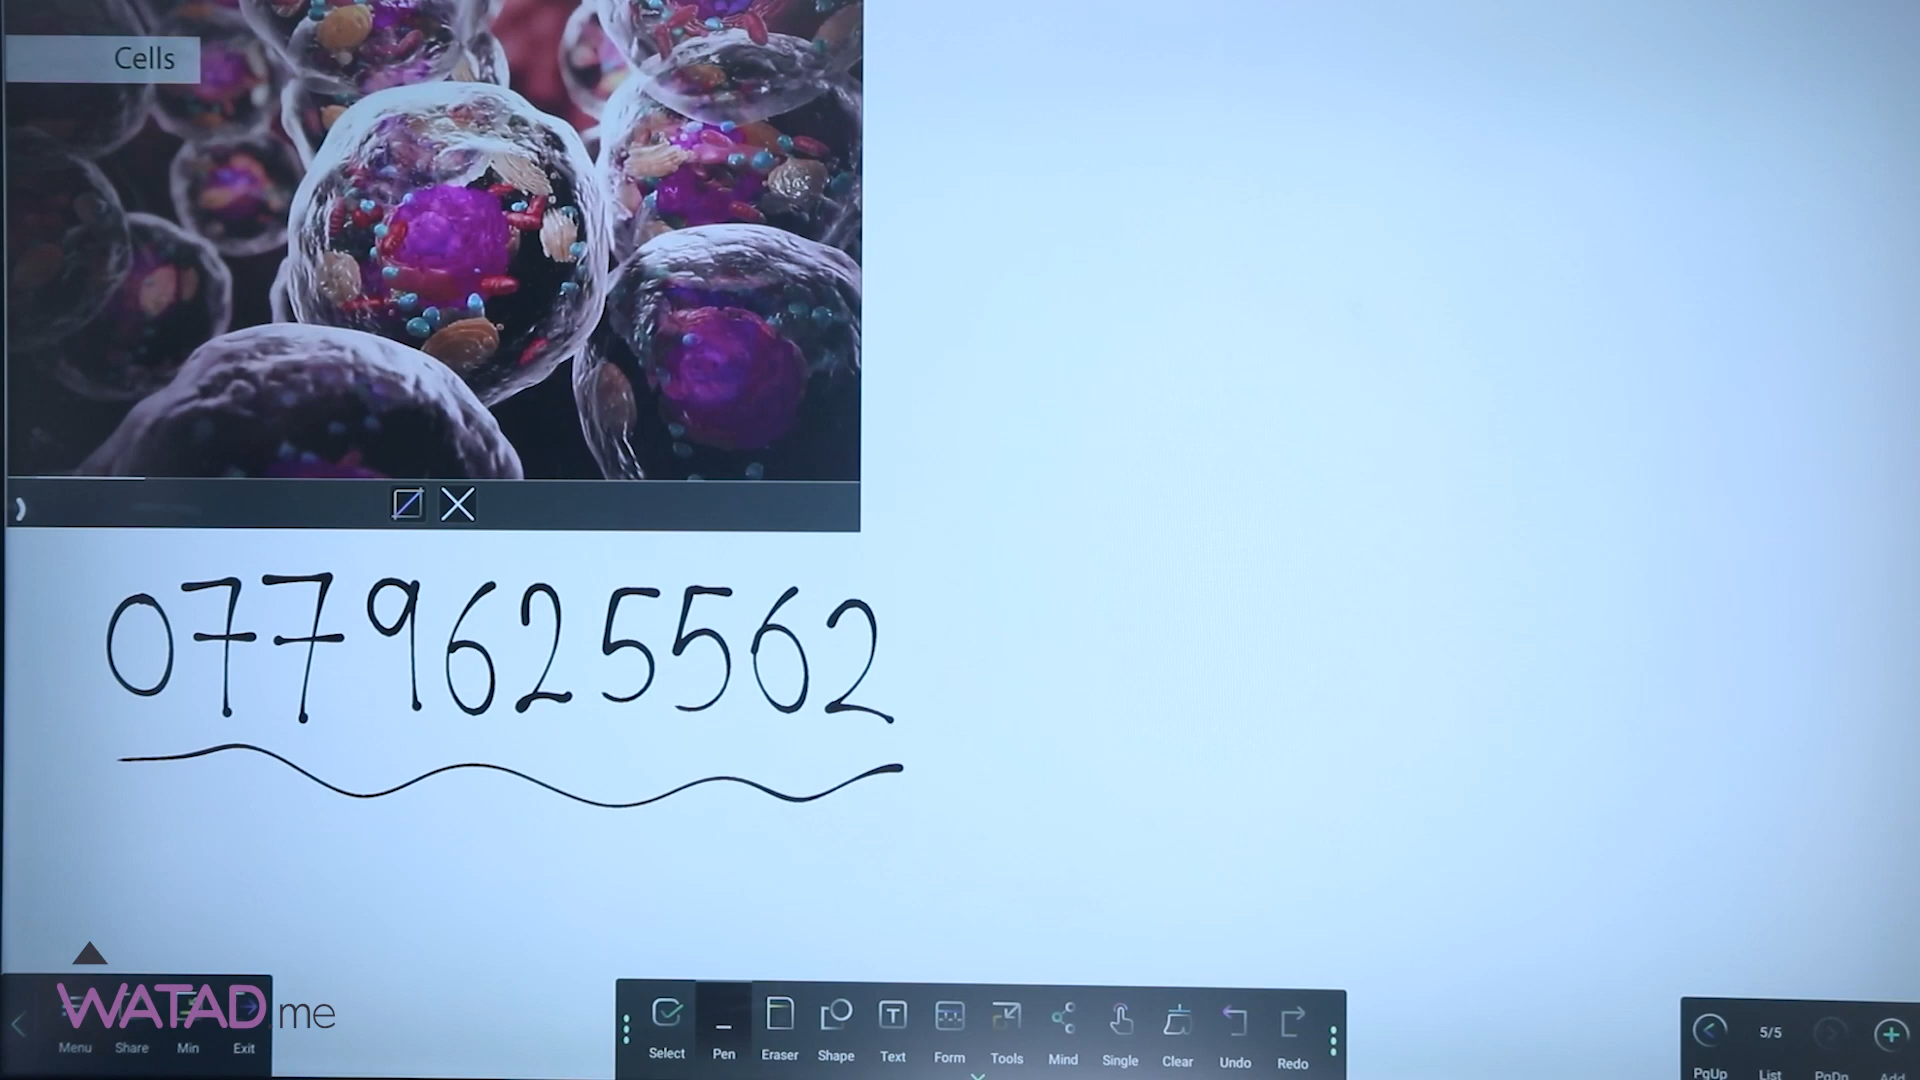 Cells
0779625562
WATAD.me
Menu Share Min Exit
Select Pen Eraser Shape Text Form Tools Mind Single Clear Undo Redo
5/5
PgUp List PgDn Add